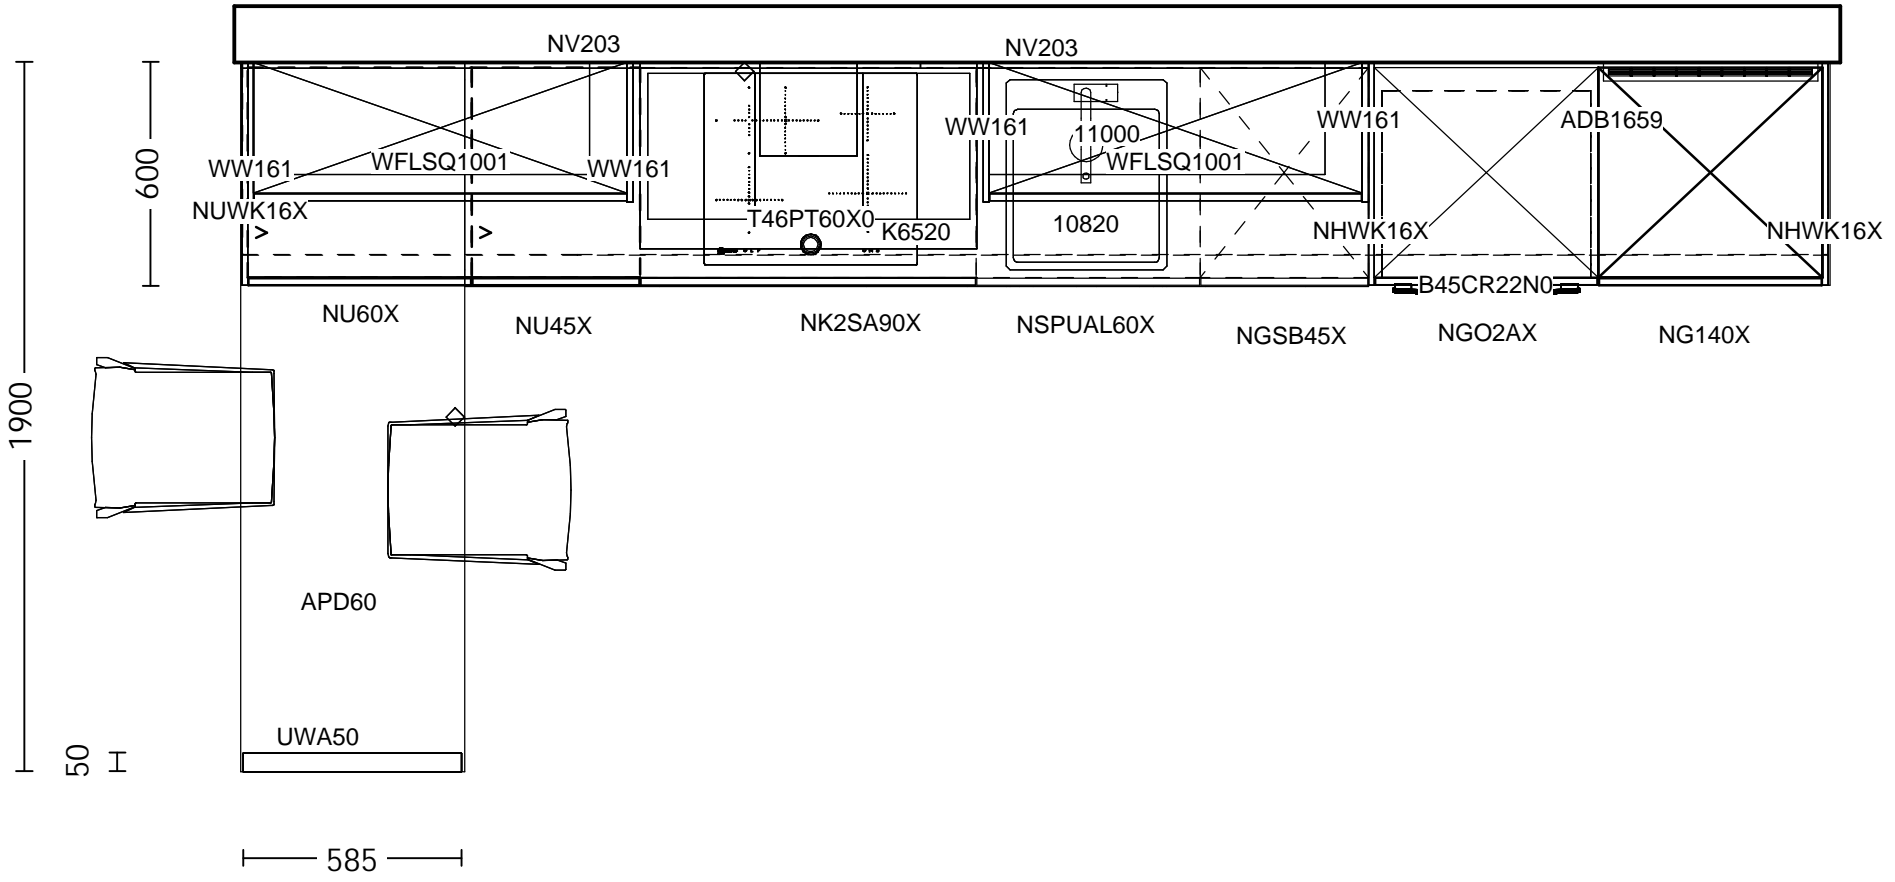 NV203
NV203
600
1900
WW161
WFLSQ1001
WW161
NUWK16X
>
>
T46PT60X0
K6520
WW161
11000
WFLSQ1001
10820
WW161
NHWK16X
ADB1659
NHWK16X
B45CR22N0
NU60X
NU45X
NK2SA90X
NSPUAL60X
NGSB45X
NGO2AX
NG140X
APD60
UWA50
50
585